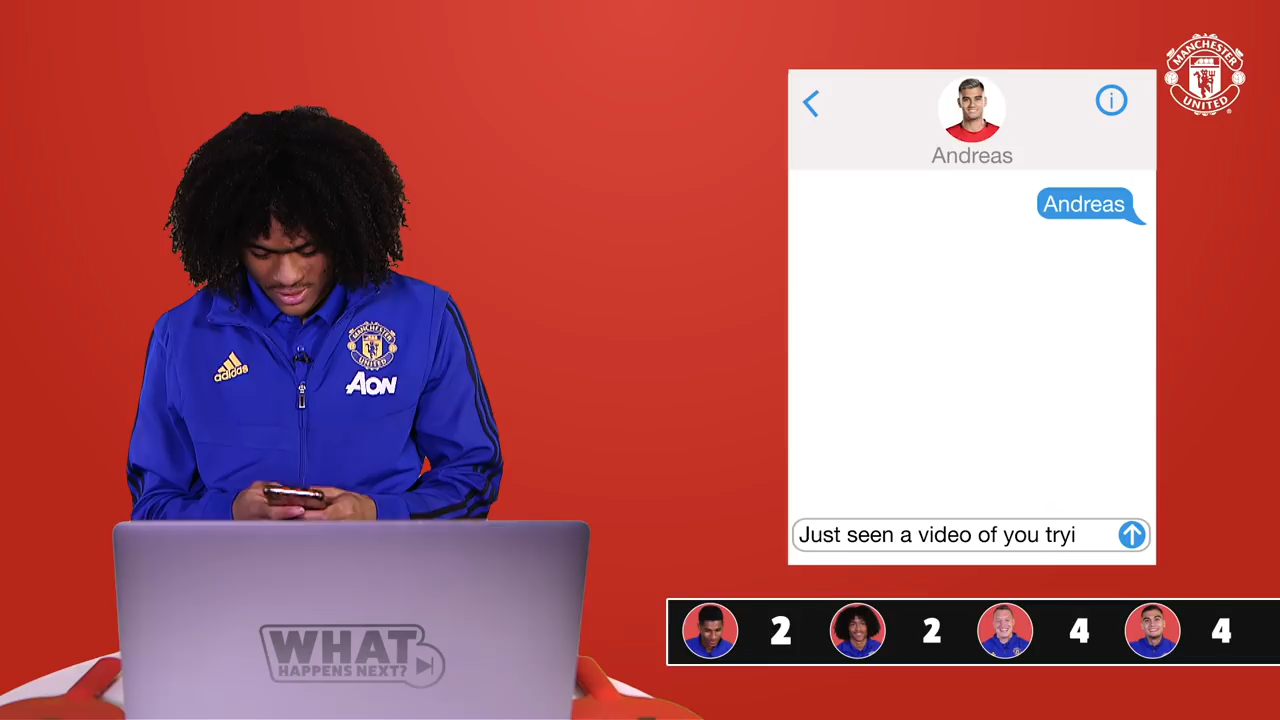 MANCHESTER
UNITED
Andreas
Andreas
MANCHESTER
UNITED
adidas
AON
Just seen a video of you tryi
2
2
4
4
WHAT
HAPPENS NEXT?